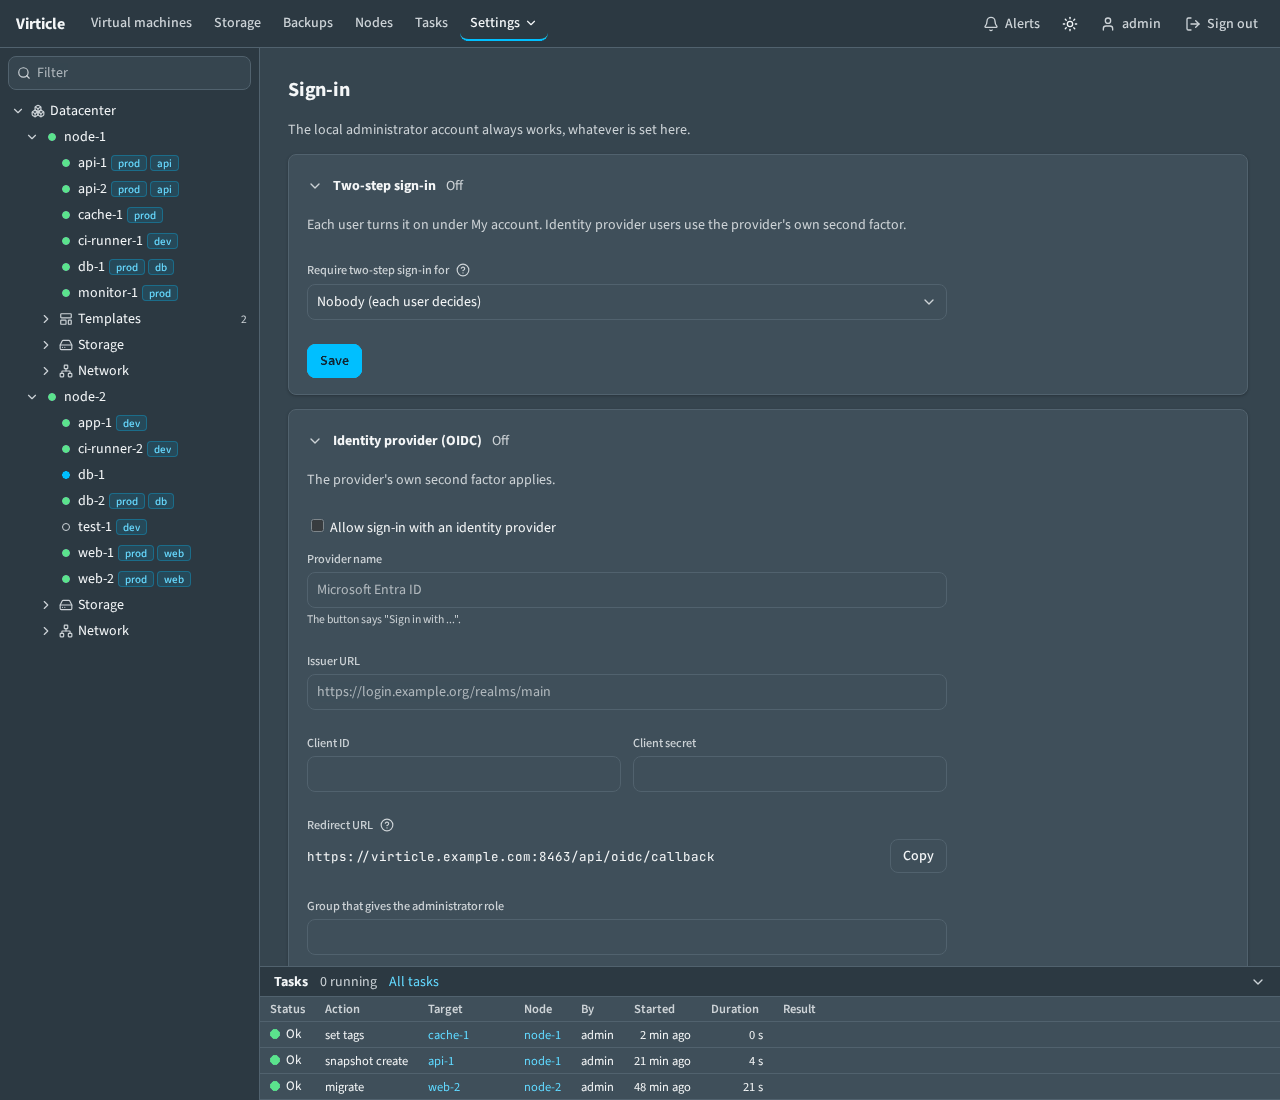 Virticle
Virtual machines
Storage
Backups
Nodes
Tasks
Settings
Alerts
admin
Sign out
Filter
Datacenter
node-1
api-1 prod api
api-2 prod api
cache-1 prod
ci-runner-1 dev
db-1 prod db
monitor-1 prod
Templates 2
Storage
Network
node-2
app-1 dev
ci-runner-2 dev
db-1
db-2 prod db
test-1 dev
web-1 prod web
web-2 prod web
Storage
Network
Sign-in
The local administrator account always works, whatever is set here.
Two-step sign-in Off
Each user turns it on under My account. Identity provider users use the provider's own second factor.
Require two-step sign-in for
Nobody (each user decides)
Save
Identity provider (OIDC) Off
The provider's own second factor applies.
Allow sign-in with an identity provider
Provider name
Microsoft Entra ID
The button says "Sign in with ...".
Issuer URL
https://login.example.org/realms/main
Client ID
Client secret
Redirect URL
https://virticle.example.com:8463/api/oidc/callback
Copy
Group that gives the administrator role
Tasks 0 running All tasks
Status Action Target Node By Started Duration Result
Ok set tags cache-1 node-1 admin 2 min ago 0 s
Ok snapshot create api-1 node-1 admin 21 min ago 4 s
Ok migrate web-2 node-2 admin 48 min ago 21 s